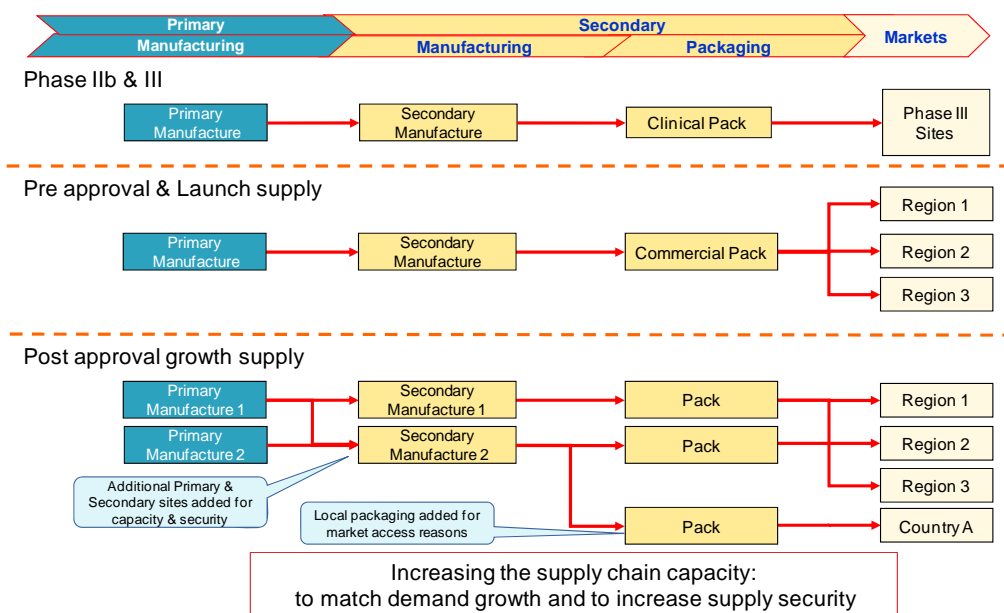 Primary
Secondary
Manufacturing
Manufacturing
Packaging
Markets
Phase IIb & III
Primary
Manufacture
Secondary
Manufacture
Clinical Pack
Phase III
Sites
Pre approval & Launch supply
Primary
Manufacture
Secondary
Manufacture
Commercial Pack
Region 1
Region 2
Region 3
Post approval growth supply
Primary
Manufacture 1
Secondary
Manufacture 1
Pack
Region 1
Primary
Manufacture 2
Secondary
Manufacture 2
Pack
Region 2
Region 3
Additional Primary &
Secondary sites added for
capacity & security
Local packaging added for
market access reasons
Pack
Country A
Increasing the supply chain capacity:
to match demand growth and to increase supply security